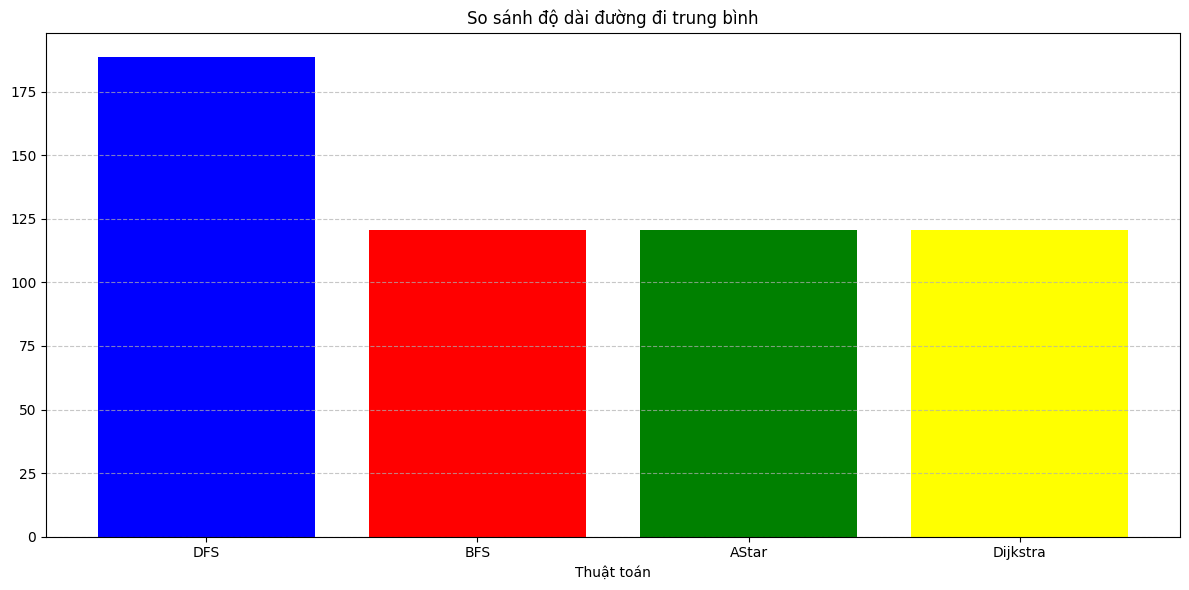 So sánh độ dài đường đi trung bình
175
150
125
100
75
50
25
0
DFS
BFS
AStar
Dijkstra
Thuật toán